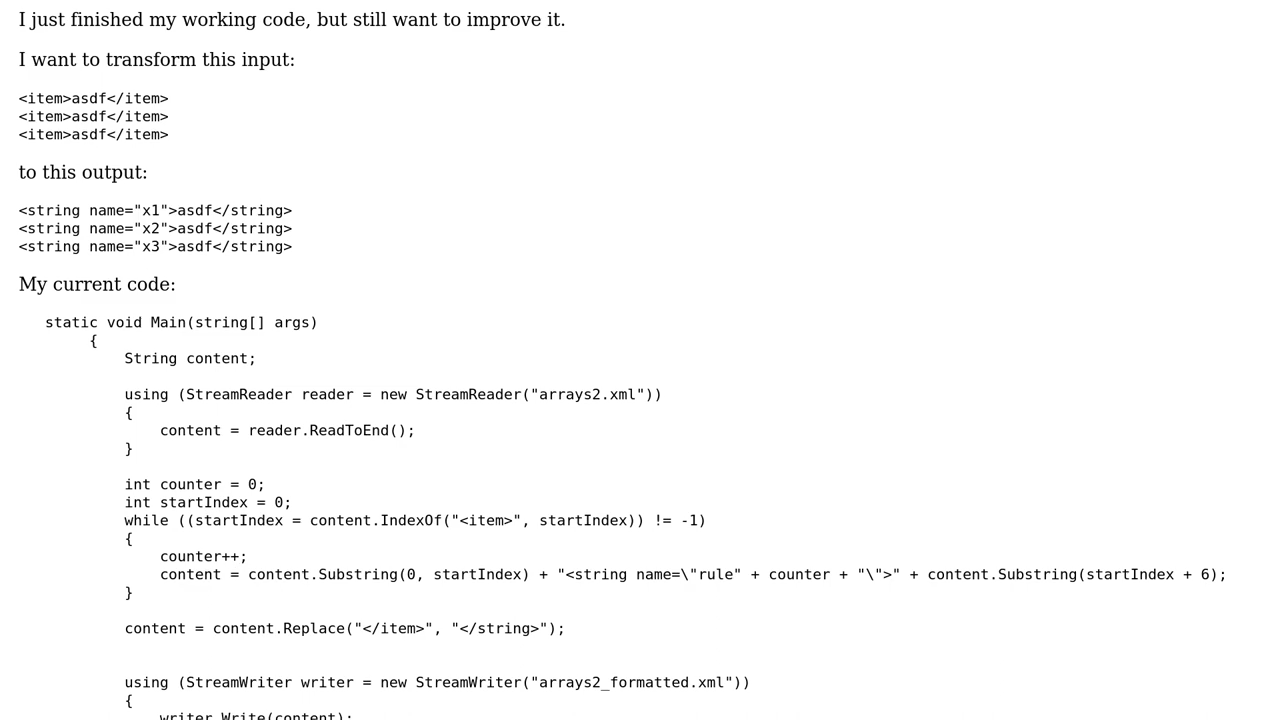 I just finished my working code, but still want to improve it.
I want to transform this input:
<item>asdf</item>
<item>asdf</item>
<item>asdf</item>
to this output:
<string name="x1">asdf</string>
<string name="x2">asdf</string>
<string name="x3">asdf</string>
My current code:
static void Main(string[] args)
{
String content;
using (StreamReader reader = new StreamReader("arrays2.xml"))
{
content = reader.ReadToEnd();
}
int counter = 0;
int startIndex = 0;
while ((startIndex = content.IndexOf("<item>", startIndex)) != -1)
{
counter++;
content = content.Substring(0, startIndex) + "<string name=\"rule" + counter + "\">" + content.Substring(startIndex + 6);
}
content = content.Replace("</item>", "</string>");
using (StreamWriter writer = new StreamWriter("arrays2_formatted.xml"))
{
writer.Write(content);